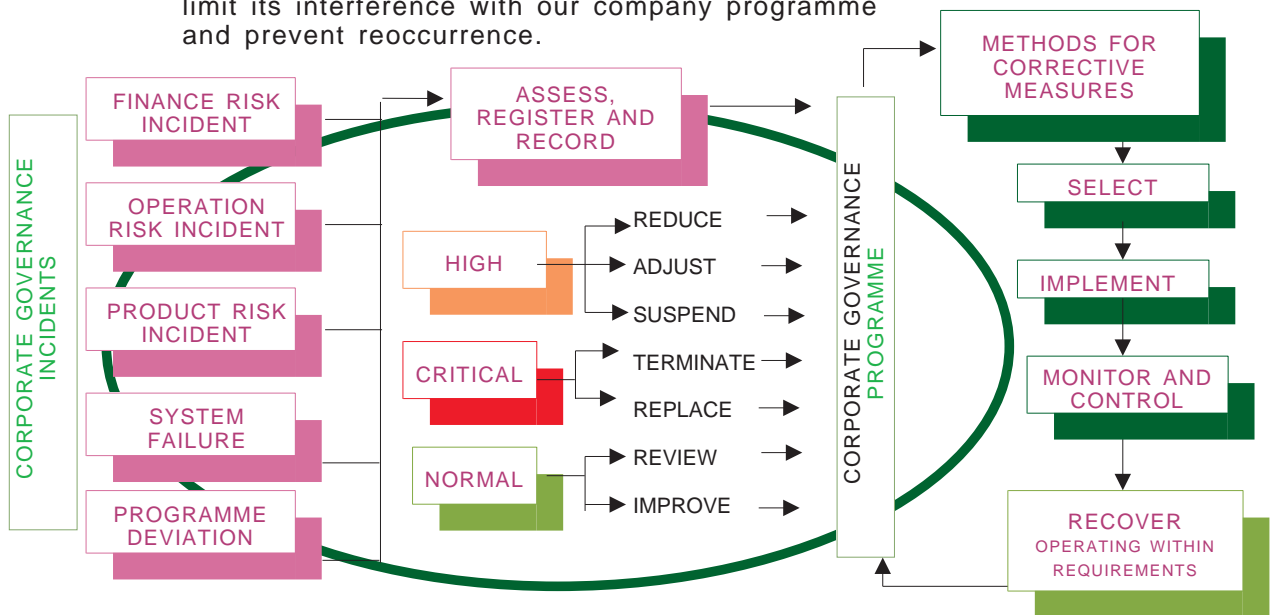 limit its interference with our company programme
and prevent reoccurrence.
CORPORATE GOVERNANCE
INCIDENTS
FINANCE RISK
INCIDENT
OPERATION
RISK INCIDENT
PRODUCT RISK
INCIDENT
SYSTEM
FAILURE
PROGRAMME
DEVIATION
ASSESS,
REGISTER AND
RECORD
HIGH
REDUCE
ADJUST
SUSPEND
CRITICAL
TERMINATE
REPLACE
NORMAL
REVIEW
IMPROVE
CORPORATE GOVERNANCE
PROGRAMME
METHODS FOR
CORRECTIVE
MEASURES
SELECT
IMPLEMENT
MONITOR AND
CONTROL
RECOVER
OPERATING WITHIN
REQUIREMENTS